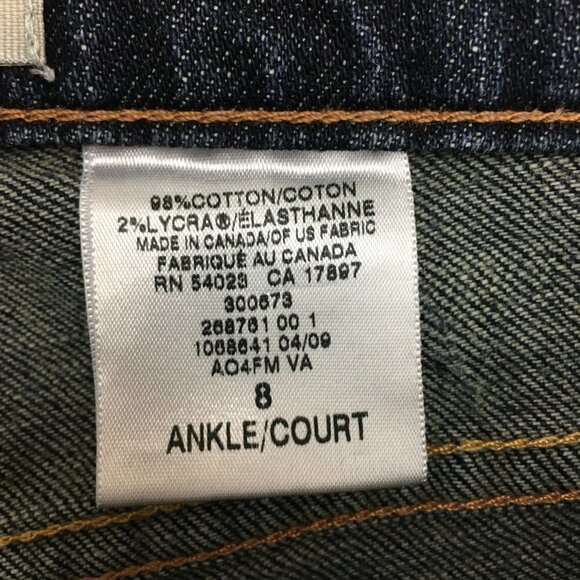 98%COTTON/COTON
2%LYCRA®/ÉLASTHANNE
MADE IN CANADA/OF US FABRIC
FABRIQUÉ AU CANADA
RN 54023 CA 17897
300673
268761 00 1
1068641 04/09
AO4FM VA
8
ANKLE/COURT